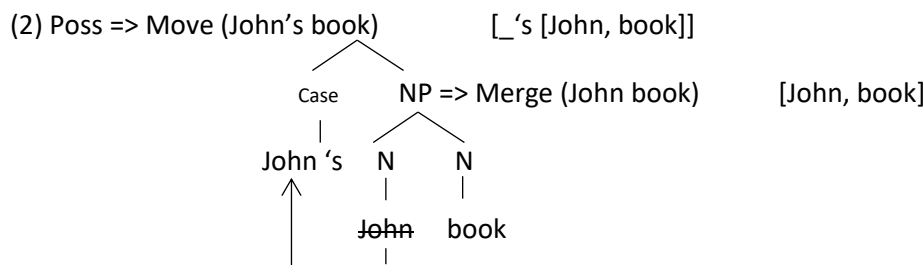 (2) Poss => Move (John’s book) [_‘s [John, book]]
Case NP => Merge (John book) [John, book]
John ‘s N N
John book